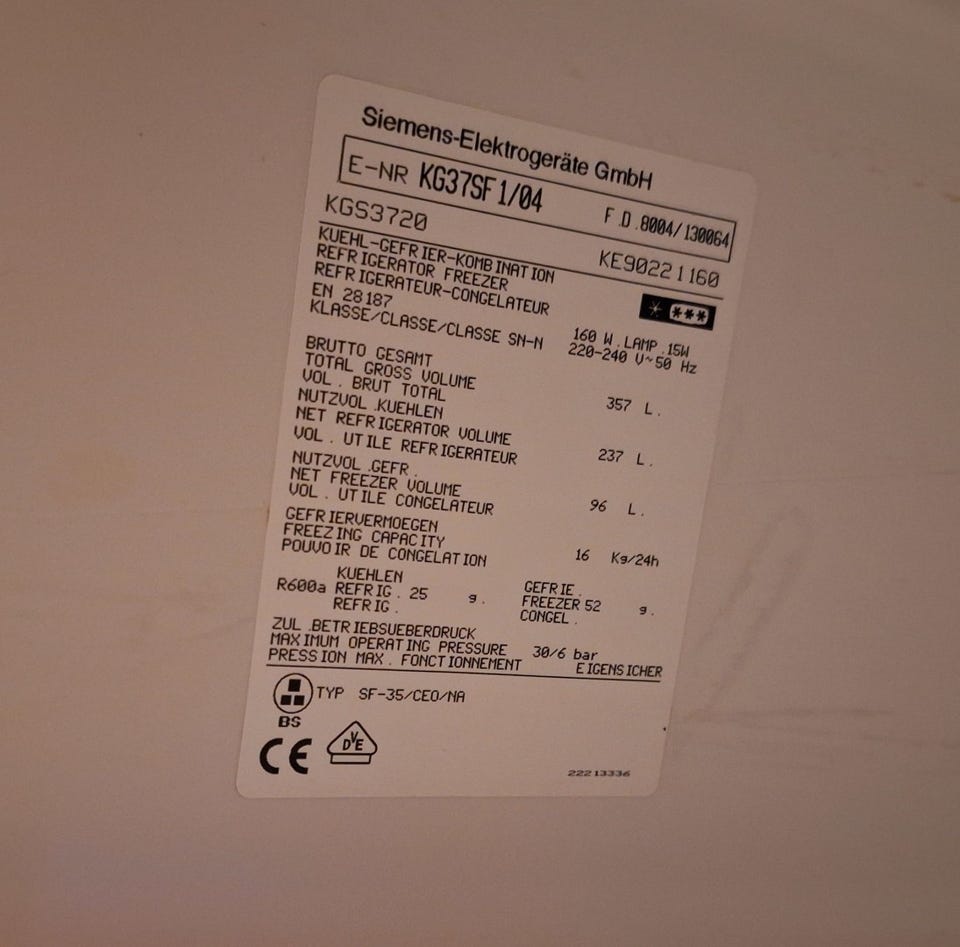 Siemens-Elektrogeräte GmbH
E-NR KG37SF1/04 F.D.8004/130064
KGS3720 KE90221160
KUEHL-GEFRIER-KOMBINATION
REFRIGERATOR FREEZER
REFRIGERATEUR-CONGELATEUR
* ***
EN 28187 160 W.LAMP.15W
KLASSE/CLASSE/CLASSE SN-N 220-240 V~50 Hz
BRUTTO GESAMT
TOTAL GROSS VOLUME 357 L.
VOL. BRUT TOTAL
NUTZVOL.KUEHLEN
NET REFRIGERATOR VOLUME 237 L.
VOL. UTILE REFRIGERATEUR
NUTZVOL.GEFR.
NET FREEZER VOLUME 96 L.
VOL. UTILE CONGELATEUR
GEFRIERVERMOEGEN
FREEZING CAPACITY 16 Kg/24h
POUVOIR DE CONGELATION
KUEHLEN GEFRIE.
R600a REFRIG. 25 g. FREEZER 52 g.
REFRIG. CONGEL.
ZUL.BETRIEBSUEBERDRUCK
MAXIMUM OPERATING PRESSURE 30/6 bar
PRESSION MAX. FONCTIONNEMENT EIGENSICHER
TYP SF-35/CEO/NA
BS
CE DVE
22213336